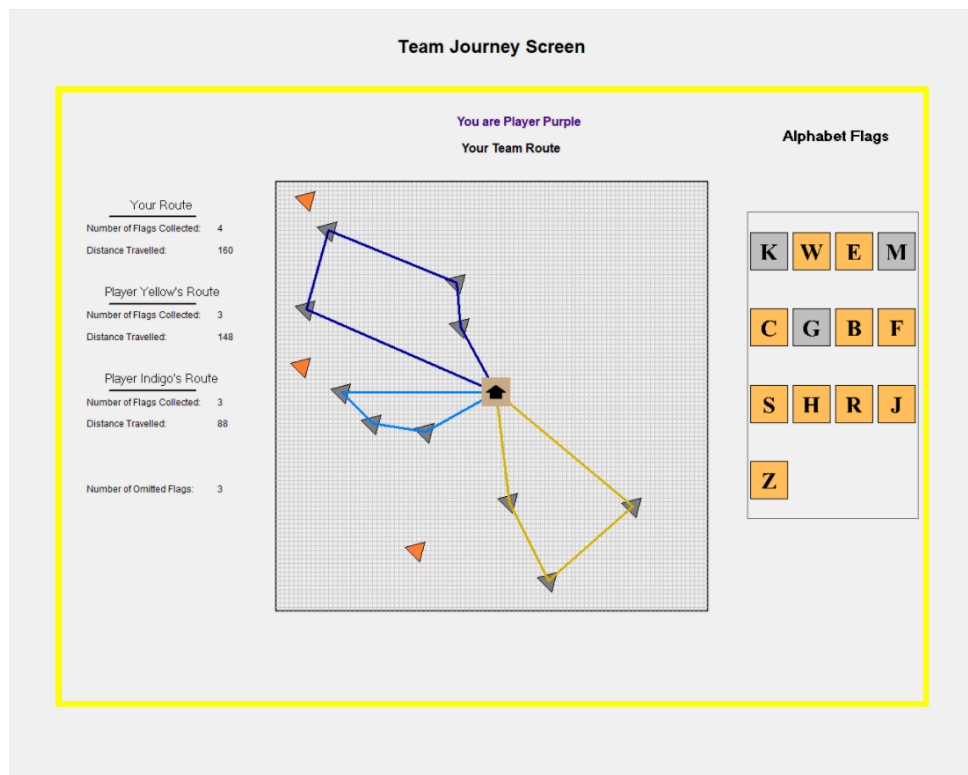 Team Journey Screen
You are Player Purple
Your Team Route
Alphabet Flags
Your Route
Number of Flags Collected: 4
Distance Travelled: 160
Player Yellow's Route
Number of Flags Collected: 3
Distance Travelled: 148
Player Indigo's Route
Number of Flags Collected: 3
Distance Travelled: 88
Number of Omitted Flags: 3
K W E M
C G B F
S H R J
Z